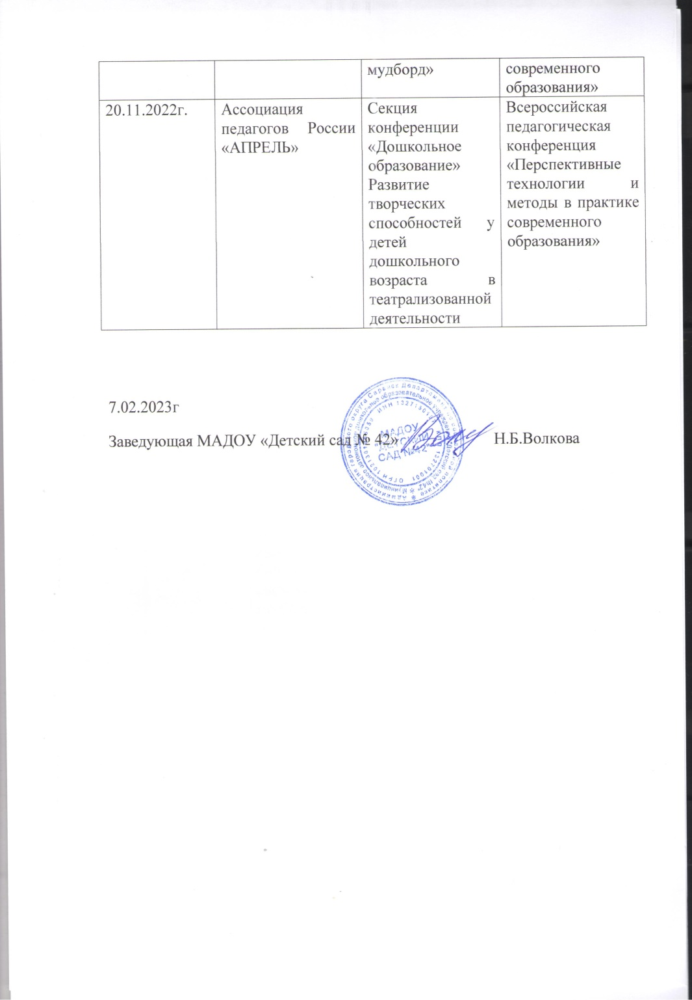 мудборд»
современного
образования»
20.11.2022г.
Ассоциация
педагогов России
«АПРЕЛЬ»
Секция
конференции
«Дошкольное
образование»
Развитие
творческих
способностей у
детей
дошкольного
возраста в
театрализованной
деятельности
Всероссийская
педагогическая
конференция
«Перспективные
технологии и
методы в практике
современного
образования»
7.02.2023г
Заведующая МАДОУ «Детский сад № 42» Н.Б.Волкова
МАДОУ
"ДЕТСКИЙ
САД №42"